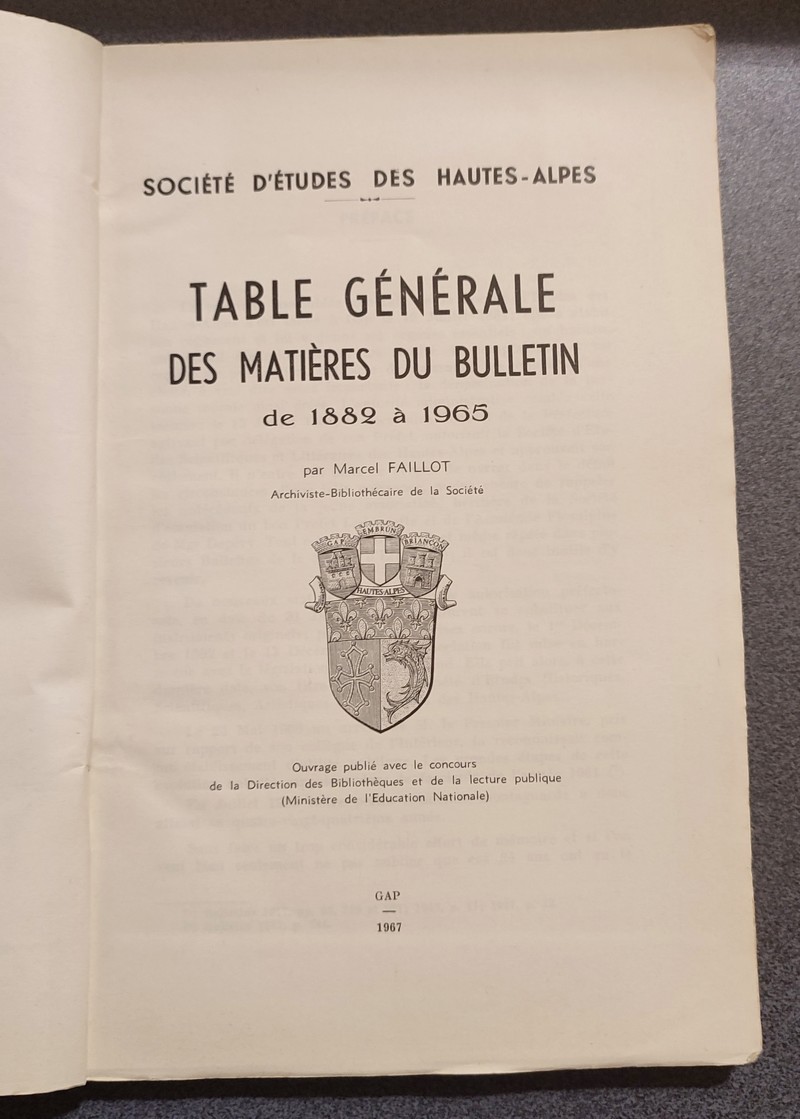 SOCIÉTÉ D'ÉTUDES DES HAUTES-ALPES
TABLE GÉNÉRALE
DES MATIÈRES DU BULLETIN
de 1882 à 1965
par Marcel FAILLOT
Archiviste-Bibliothécaire de la Société
GAP
EMBRUN
BRIANÇON
HAUTES-ALPES
Ouvrage publié avec le concours
de la Direction des Bibliothèques et de la lecture publique
(Ministère de l'Education Nationale)
GAP
1967